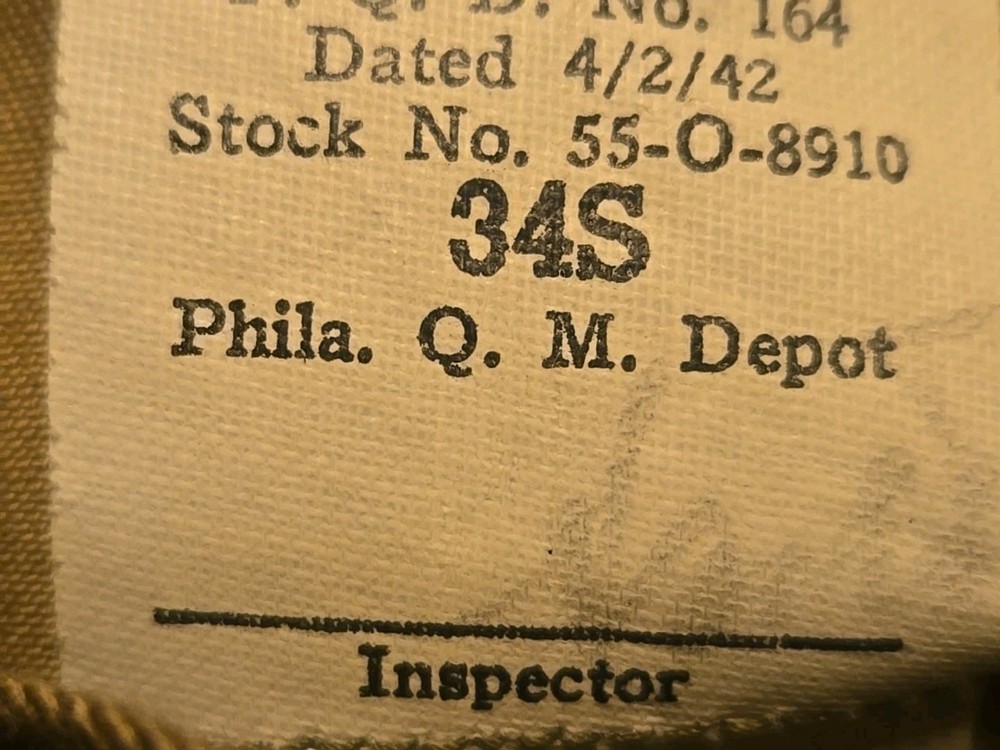 P. Q. D. No. 164
Dated 4/2/42
Stock No. 55-O-8910
34S
Phila. Q. M. Depot
Inspector